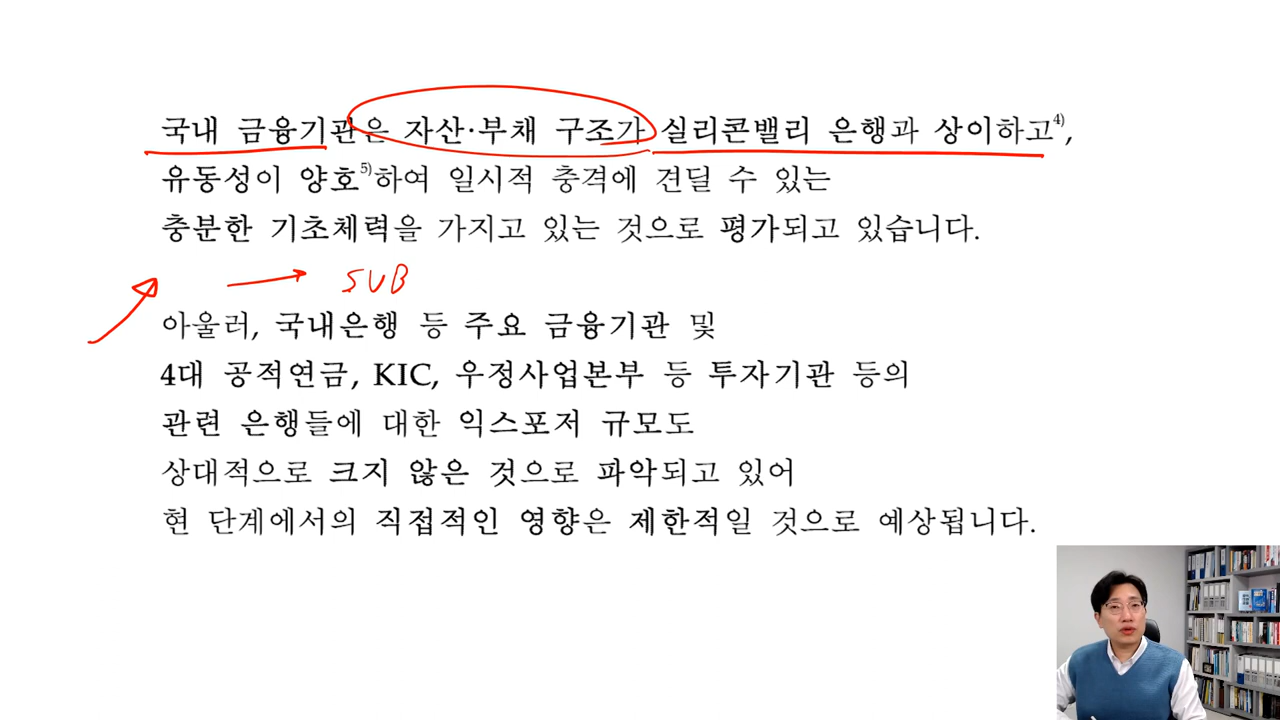 국내 금융기관은 자산·부채 구조가 실리콘밸리 은행과 상이하고4),
유동성이 양호5)하여 일시적 충격에 견딜 수 있는
충분한 기초체력을 가지고 있는 것으로 평가되고 있습니다.
SVB
아울러, 국내은행 등 주요 금융기관 및
4대 공적연금, KIC, 우정사업본부 등 투자기관 등의
관련 은행들에 대한 익스포저 규모도
상대적으로 크지 않은 것으로 파악되고 있어
현 단계에서의 직접적인 영향은 제한적일 것으로 예상됩니다.